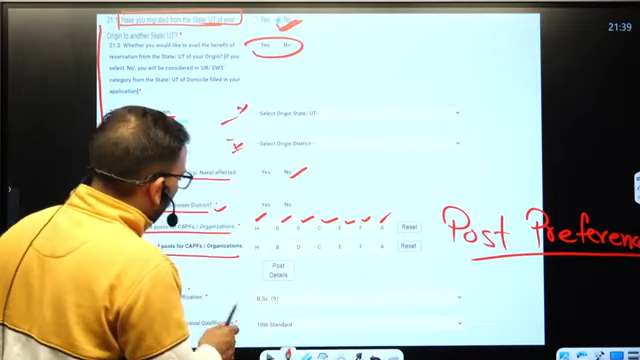 21:39
21.1 Have you migrated from the State/ UT of your
Yes No
Origin to another State/ UT?*
21.2. Whether you would like to avail the benefit of
Yes No
reservation from the State/ UT of your Origin? [If you
select 'No', you will be considered in 'UR/ EWS'
category from the State/ UT of Domicile filled in your
application]*
--Select Origin State/ UT--
--Select Origin District--
Naval affected
Yes No
District?*
Yes No
posts for CAPFs / Organizations.
H B D C E F A Reset
Post Preferenc
of posts for CAPFs / Organizations
H B D C E F A Reset
Post
Details
B.Sc. (9)
10th Standard